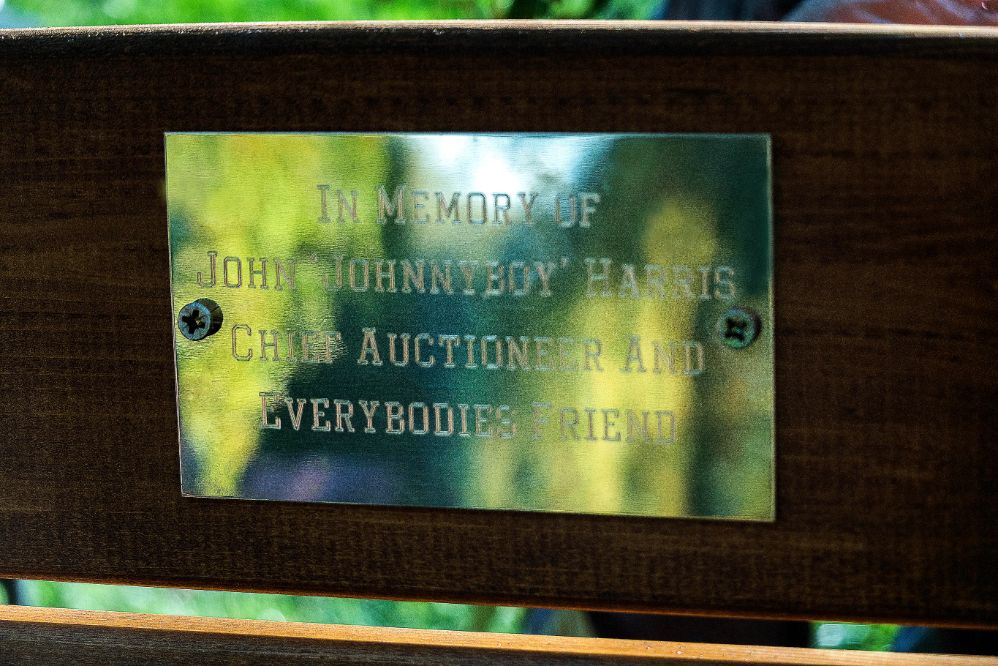 In Memory of
John 'Johnnyboy' Harris
Chief Auctioneer And
Everybodies Friend